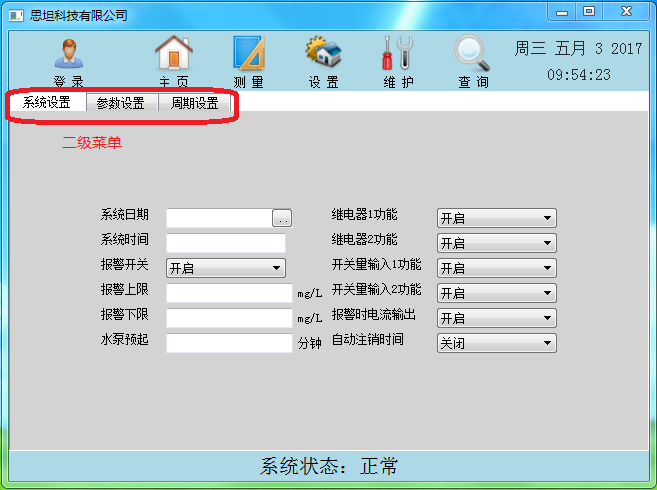 思坦科技有限公司
登 录 主 页 测 量 设 置 维 护 查 询
周三 五月 3 2017
09:54:23
系统设置 参数设置 周期设置
二级菜单
系统日期 .. 继电器1功能 开启
系统时间 继电器2功能 开启
报警开关 开启 开关量输入1功能 开启
报警上限 mg/L 开关量输入2功能 开启
报警下限 mg/L 报警时电流输出 开启
水泵预起 分钟 自动注销时间 关闭
系统状态：正常